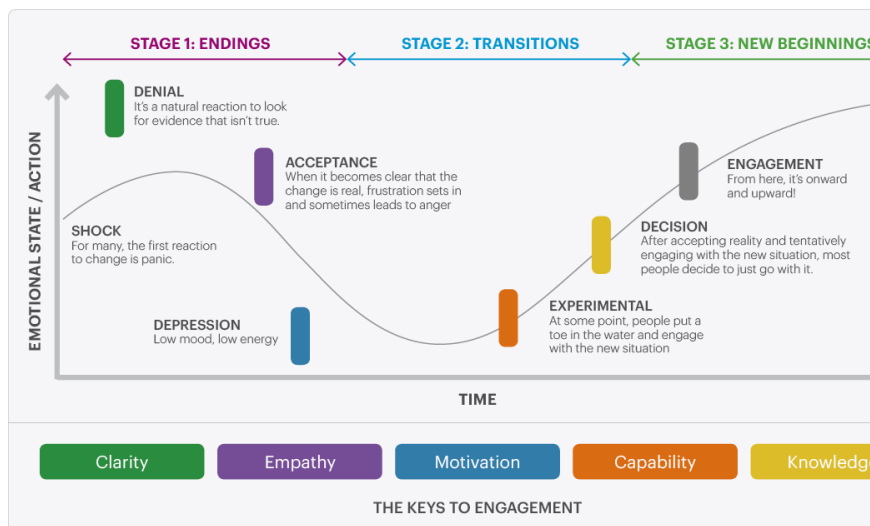 STAGE 1: ENDINGS
STAGE 2: TRANSITIONS
STAGE 3: NEW BEGINNINGS
DENIAL
It's a natural reaction to look
for evidence that isn't true.
ACCEPTANCE
When it becomes clear that the
change is real, frustration sets in
and sometimes leads to anger
ENGAGEMENT
From here, it's onward
and upward!
SHOCK
For many, the first reaction
to change is panic.
DECISION
After accepting reality and tentatively
engaging with the new situation, most
people decide to just go with it.
DEPRESSION
Low mood, low energy
EXPERIMENTAL
At some point, people put a
toe in the water and engage
with the new situation
EMOTIONAL STATE / ACTION
TIME
Clarity
Empathy
Motivation
Capability
Knowledge
THE KEYS TO ENGAGEMENT